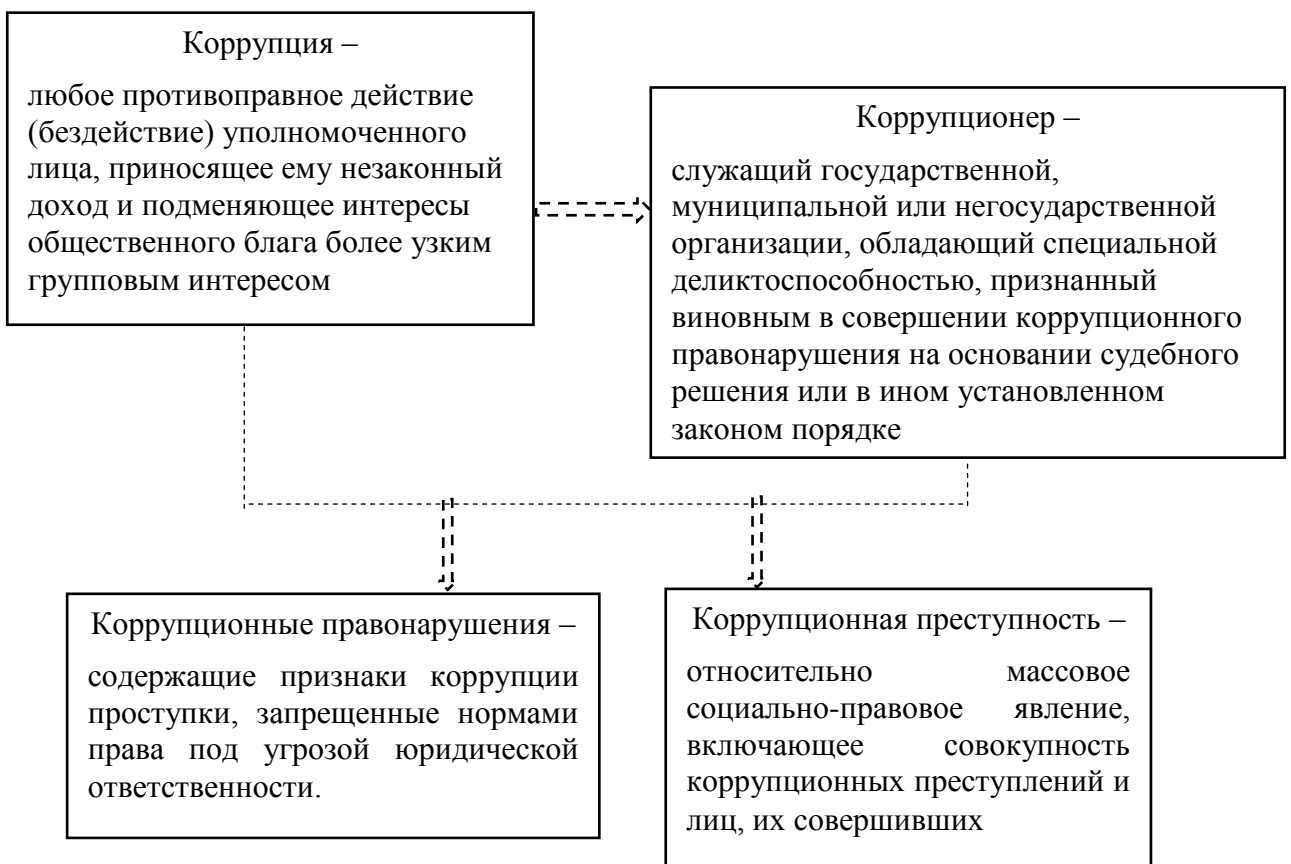 Коррупция –
любое противоправное действие
(бездействие) уполномоченного
лица, приносящее ему незаконный
доход и подменяющее интересы
общественного блага более узким
групповым интересом
Коррупционер –
служащий государственной,
муниципальной или негосударственной
организации, обладающий специальной
деликтоспособностью, признанный
виновным в совершении коррупционного
правонарушения на основании судебного
решения или в ином установленном
законом порядке
Коррупционные правонарушения –
содержащие признаки коррупции
проступки, запрещенные нормами
права под угрозой юридической
ответственности.
Коррупционная преступность –
относительно массовое
социально-правовое явление,
включающее совокупность
коррупционных преступлений и
лиц, их совершивших